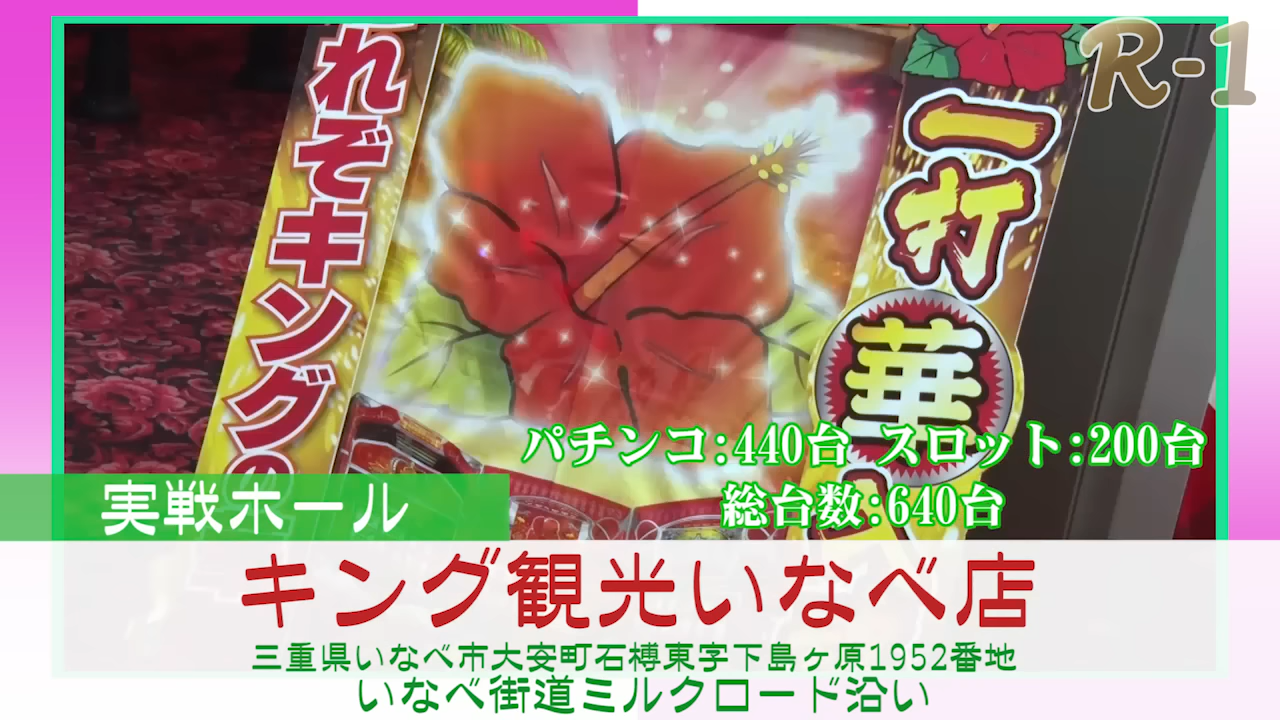 R-1
れぞキングの
一打華
パチンコ:440台 スロット:200台
総台数:640台
実戦ホール
キング観光いなべ店
三重県いなべ市大安町石榑東字下島ヶ原1952番地
いなべ街道ミルクロード沿い